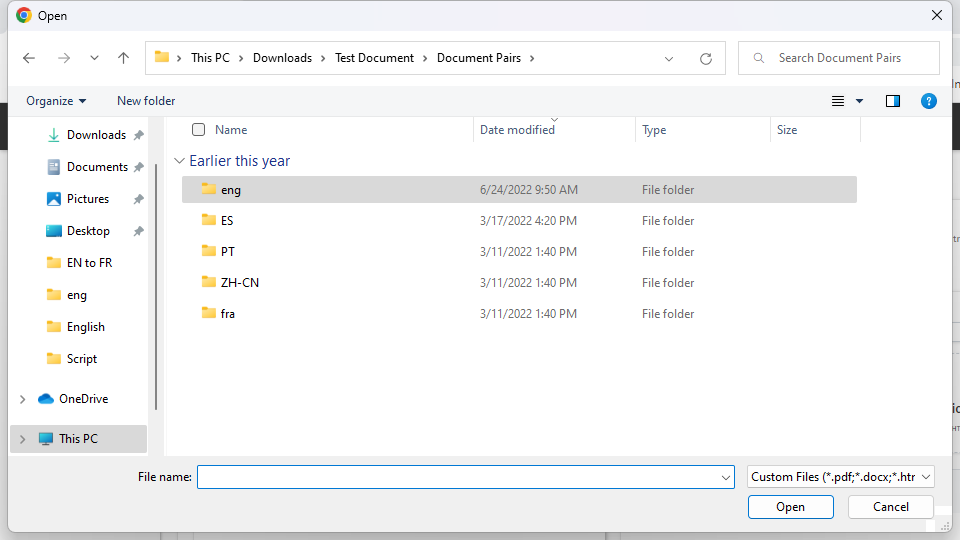 Open
This PC > Downloads > Test Document > Document Pairs >
Search Document Pairs
Organize
New folder
?
Name Date modified Type Size
Downloads
Documents
Pictures
Desktop
EN to FR
eng
English
Script
OneDrive
This PC
Earlier this year
eng 6/24/2022 9:50 AM File folder
ES 3/17/2022 4:20 PM File folder
PT 3/11/2022 1:40 PM File folder
ZH-CN 3/11/2022 1:40 PM File folder
fra 3/11/2022 1:40 PM File folder
File name:
Custom Files (*.pdf;*.docx;*.htr
Open
Cancel